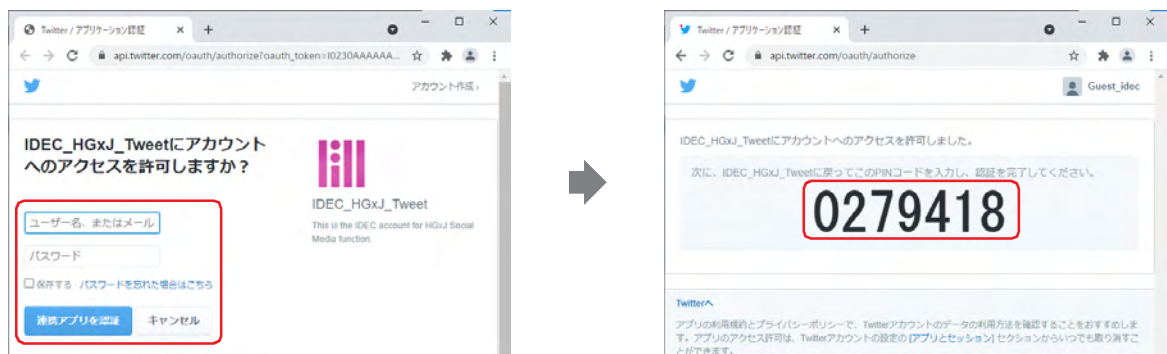 Twitter / アプリケーション認証
api.twitter.com/oauth/authorize?oauth_token=I0230AAAAAA...
アカウント作成›
IDEC_HGxJ_Tweetにアカウント
へのアクセスを許可しますか？
ユーザー名、またはメール
パスワード
保存する · パスワードを忘れた場合はこちら
連携アプリを認証
キャンセル
IDEC_HGxJ_Tweet
This is the IDEC account for HGxJ Social
Media function.
Twitter / アプリケーション認証
api.twitter.com/oauth/authorize
Guest_idec
IDEC_HGxJ_Tweetにアカウントへのアクセスを許可しました。
次に、IDEC_HGxJ_Tweetに戻ってこのPINコードを入力し、認証を完了してください。
0279418
Twitterへ
アプリの利用規約とプライバシーポリシーで、Twitterアカウントのデータの利用方法を確認することをおすすめしま
す。アプリのアクセス許可は、Twitterアカウントの設定の [アプリとセッション] セクションからいつでも取り消すこ
とができます。